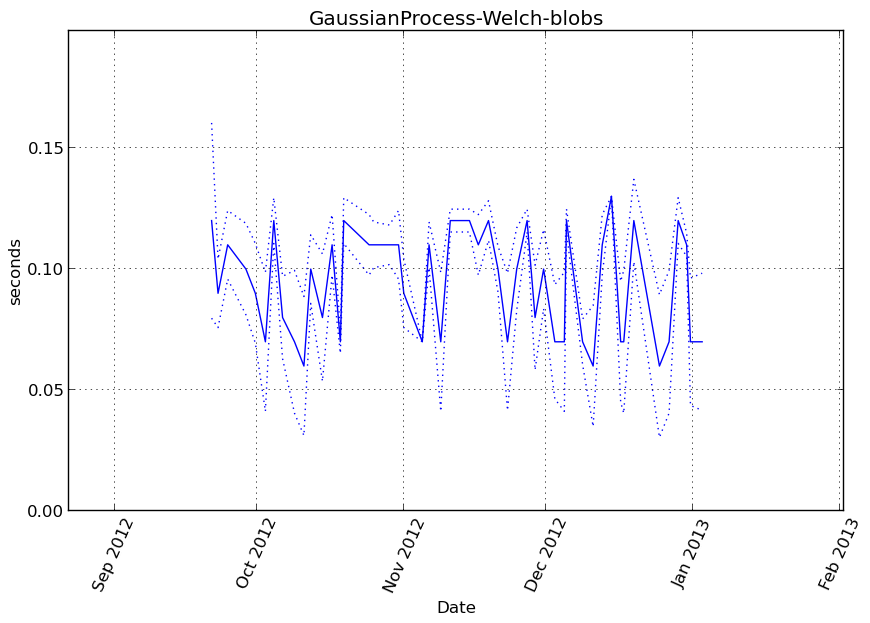 GaussianProcess-Welch-blobs
seconds
0.15
0.10
0.05
0.00
Sep 2012
Oct 2012
Nov 2012
Dec 2012
Jan 2013
Feb 2013
Date